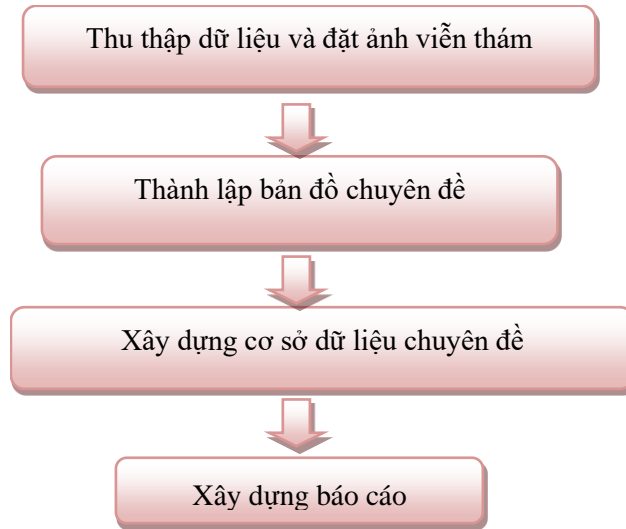 Thu thập dữ liệu và đặt ảnh viễn thám
Thành lập bản đồ chuyên đề
Xây dựng cơ sở dữ liệu chuyên đề
Xây dựng báo cáo